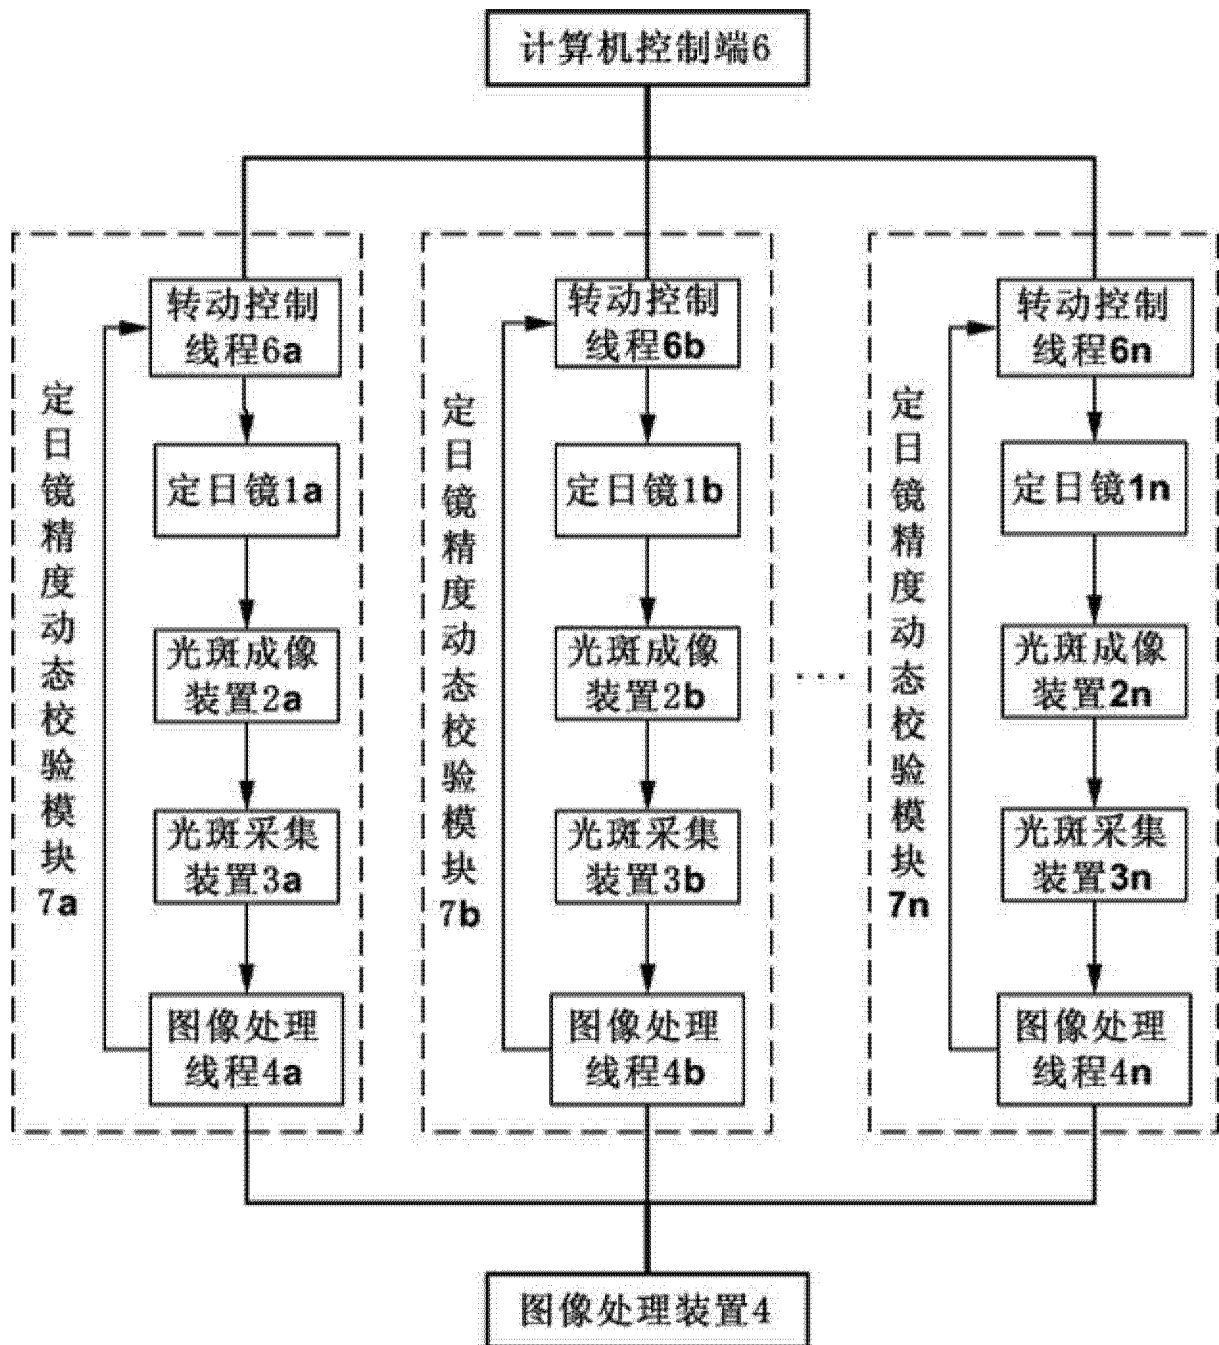 计算机控制端6
转动控制
线程6a
定日镜1a
光斑成像
装置2a
光斑采集
装置3a
图像处理
线程4a
定日镜精度动态校验模块7a
转动控制
线程6b
定日镜1b
光斑成像
装置2b
光斑采集
装置3b
图像处理
线程4b
定日镜精度动态校验模块7b
...
转动控制
线程6n
定日镜1n
光斑成像
装置2n
光斑采集
装置3n
图像处理
线程4n
定日镜精度动态校验模块7n
图像处理装置4